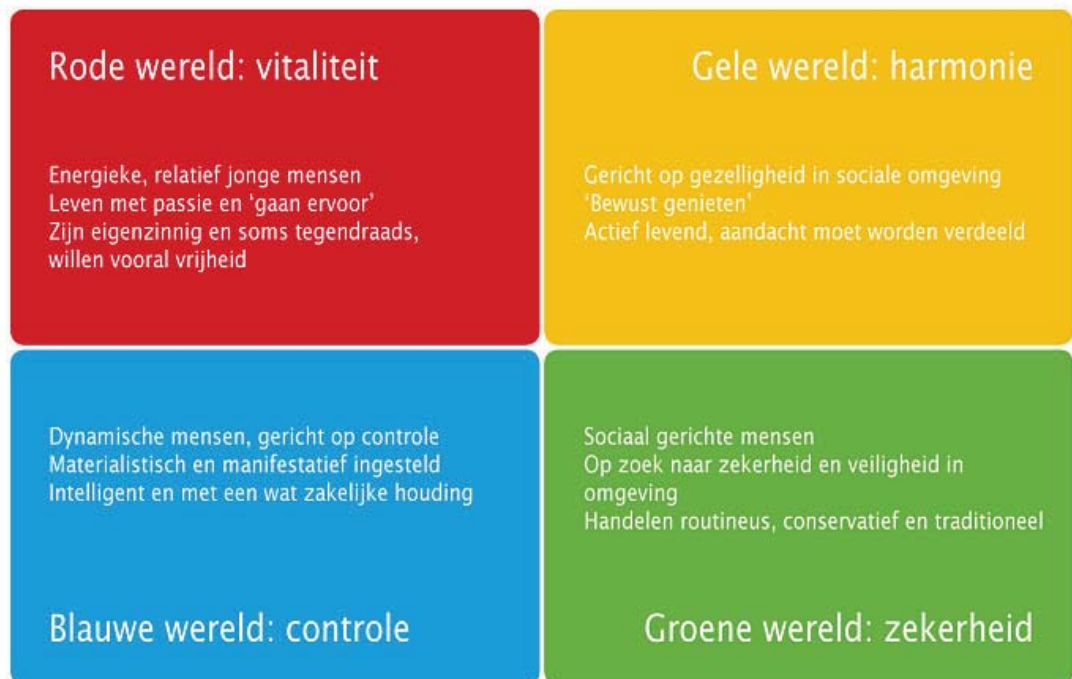 Rode wereld: vitaliteit
Energieke, relatief jonge mensen
Leven met passie en ‘gaan ervoor’
Zijn eigenzinnig en soms tegendraads,
willen vooral vrijheid
Gele wereld: harmonie
Gericht op gezelligheid in sociale omgeving
‘Bewust genieten’
Actief levend, aandacht moet worden verdeeld
Dynamische mensen, gericht op controle
Materialistisch en manifestatief ingesteld
Intelligent en met een wat zakelijke houding
Blauwe wereld: controle
Sociaal gerichte mensen
Op zoek naar zekerheid en veiligheid in
omgeving
Handelen routineus, conservatief en traditioneel
Groene wereld: zekerheid